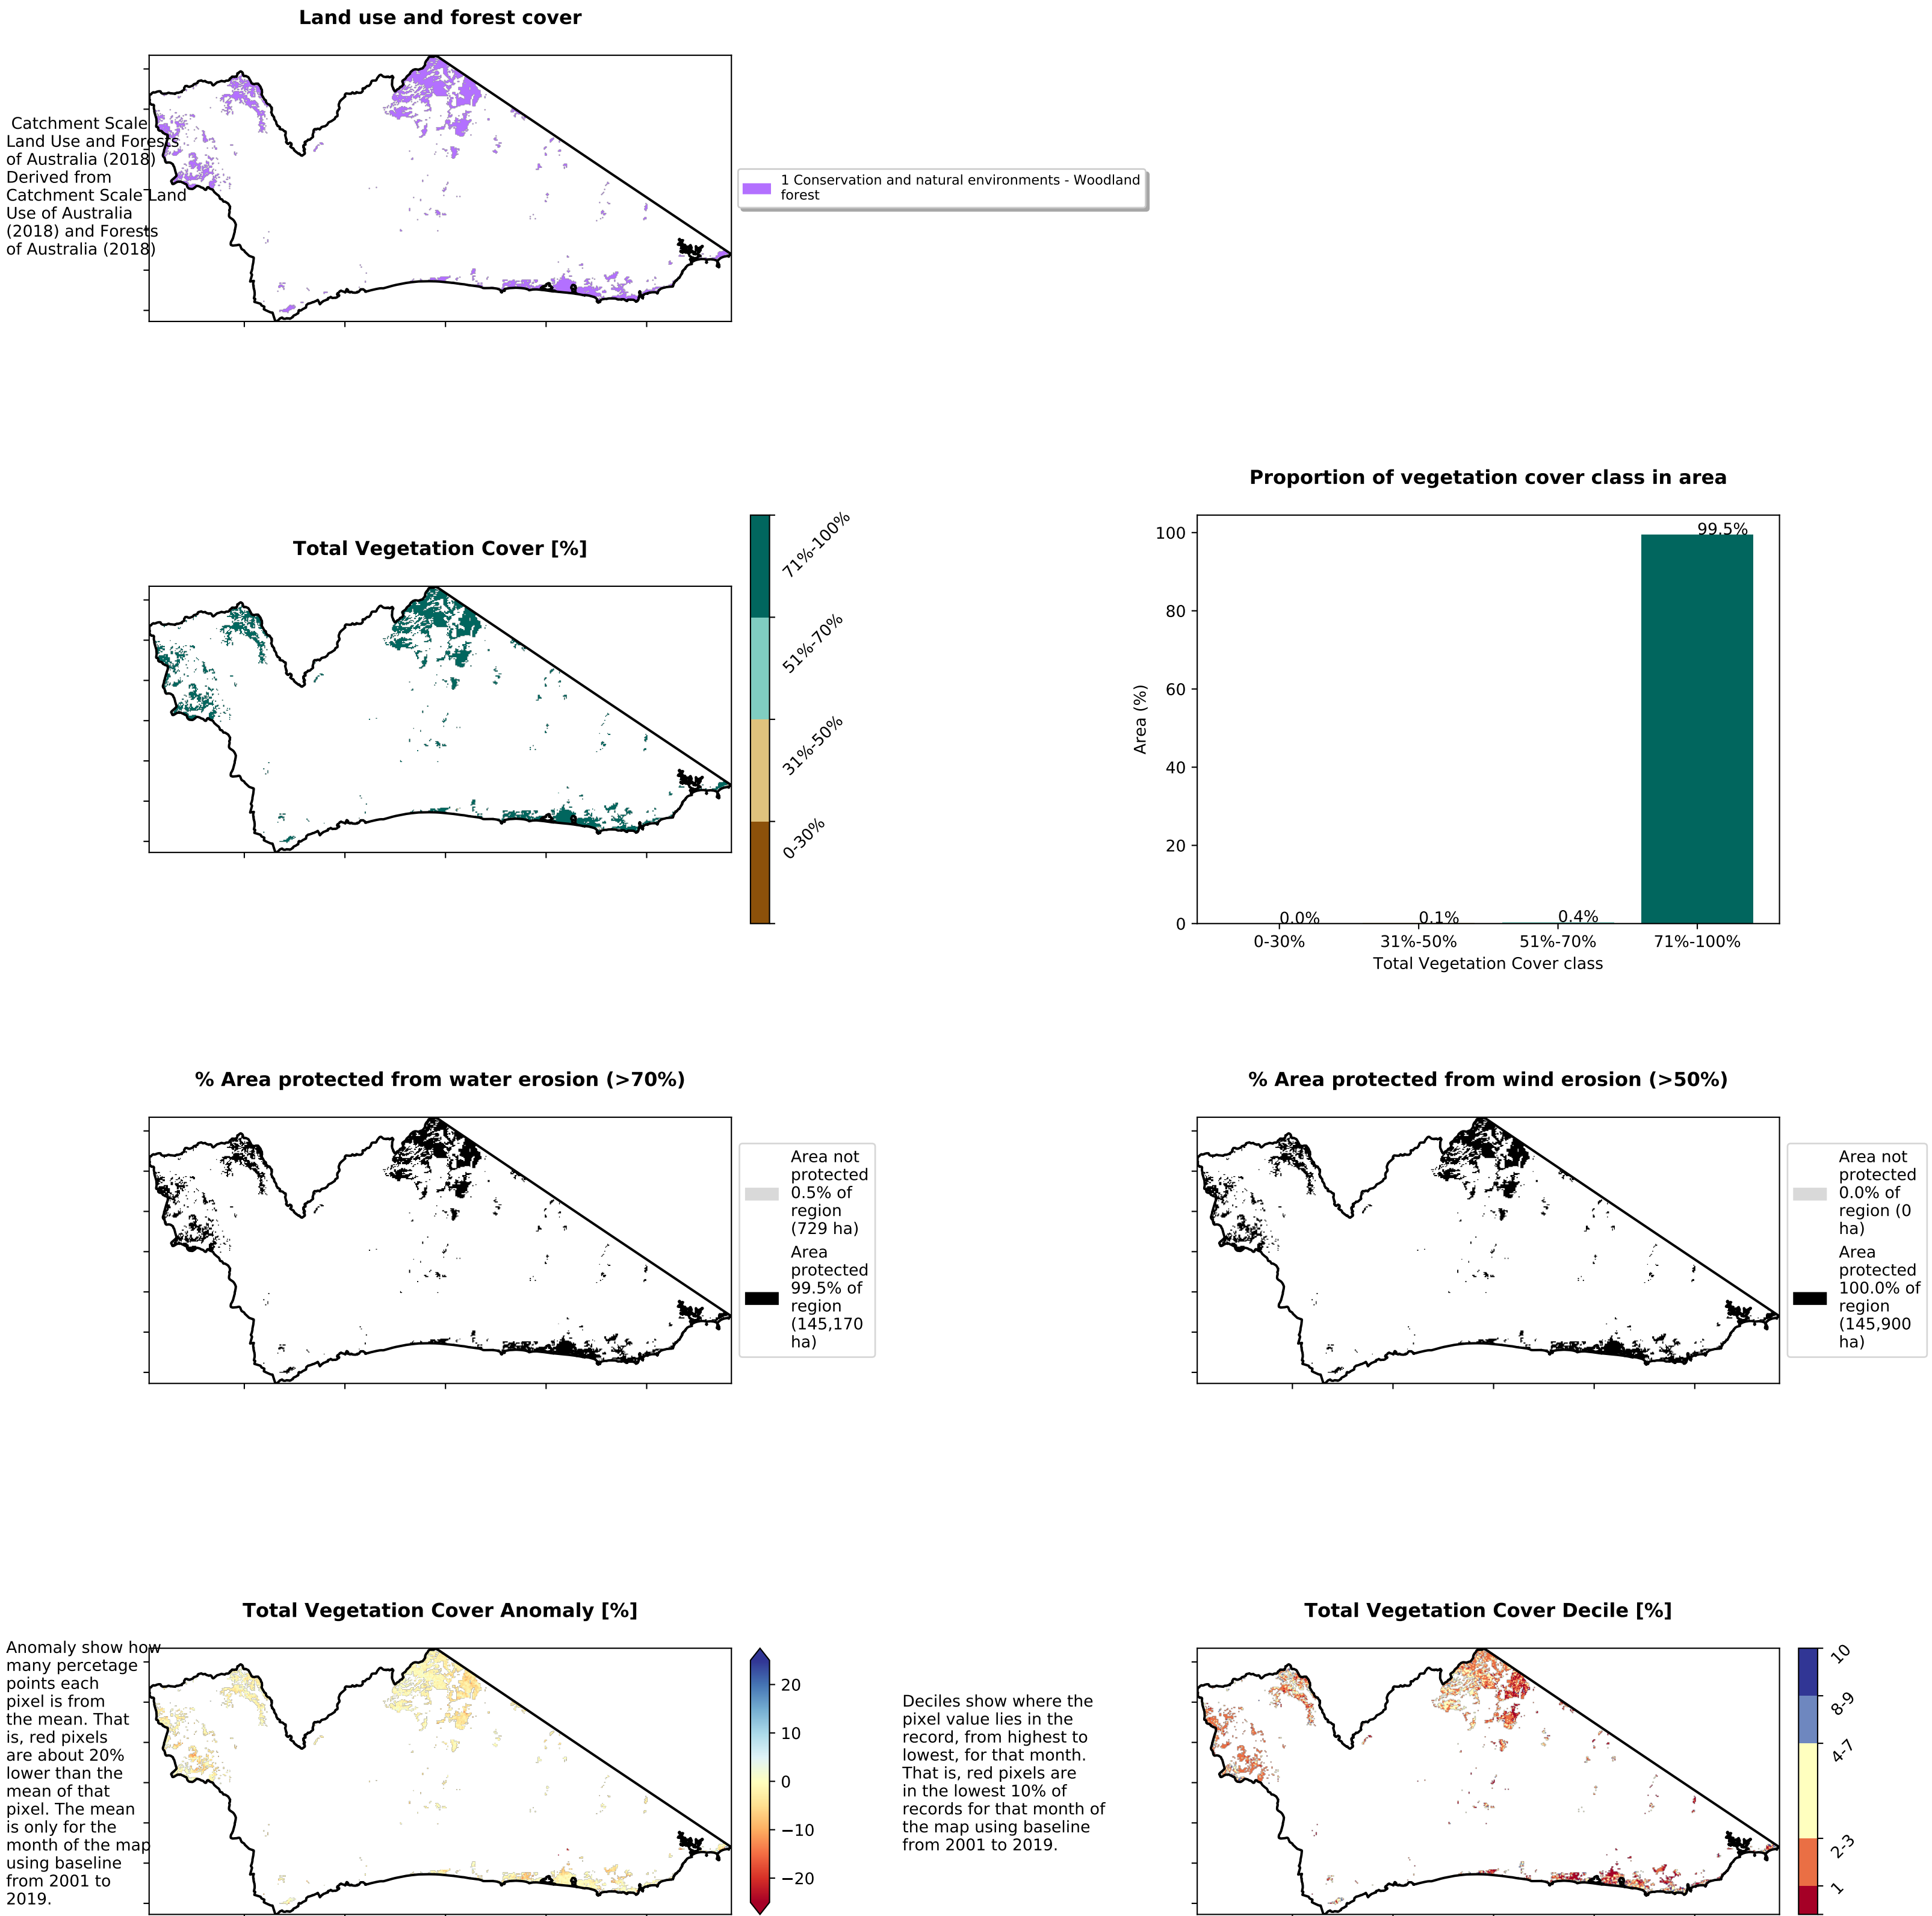 Land use and forest cover
Catchment Scale
Land Use and Forests
of Australia (2018)
Derived from
Catchment Scale Land
Use of Australia
(2018) and Forests
of Australia (2018)
1 Conservation and natural environments - Woodland
forest
Total Vegetation Cover [%]
71%-100%
51%-70%
31%-50%
0-30%
Proportion of vegetation cover class in area
100
80
60
40
20
0
Area (%)
0.0%
0.1%
0.4%
99.5%
0-30%
31%-50%
51%-70%
71%-100%
Total Vegetation Cover class
% Area protected from water erosion (>70%)
Area not
protected
0.5% of
region
(729 ha)
Area
protected
99.5% of
region
(145,170
ha)
% Area protected from wind erosion (>50%)
Area not
protected
0.0% of
region (0
ha)
Area
protected
100.0% of
region
(145,900
ha)
Total Vegetation Cover Anomaly [%]
Anomaly show how
many percetage
points each
pixel is from
the mean. That
is, red pixels
are about 20%
lower than the
mean of that
pixel. The mean
is only for the
month of the map
using baseline
from 2001 to
2019.
20
10
0
−10
−20
Total Vegetation Cover Decile [%]
Deciles show where the
pixel value lies in the
record, from highest to
lowest, for that month.
That is, red pixels are
in the lowest 10% of
records for that month of
the map using baseline
from 2001 to 2019.
10
8-9
4-7
2-3
1